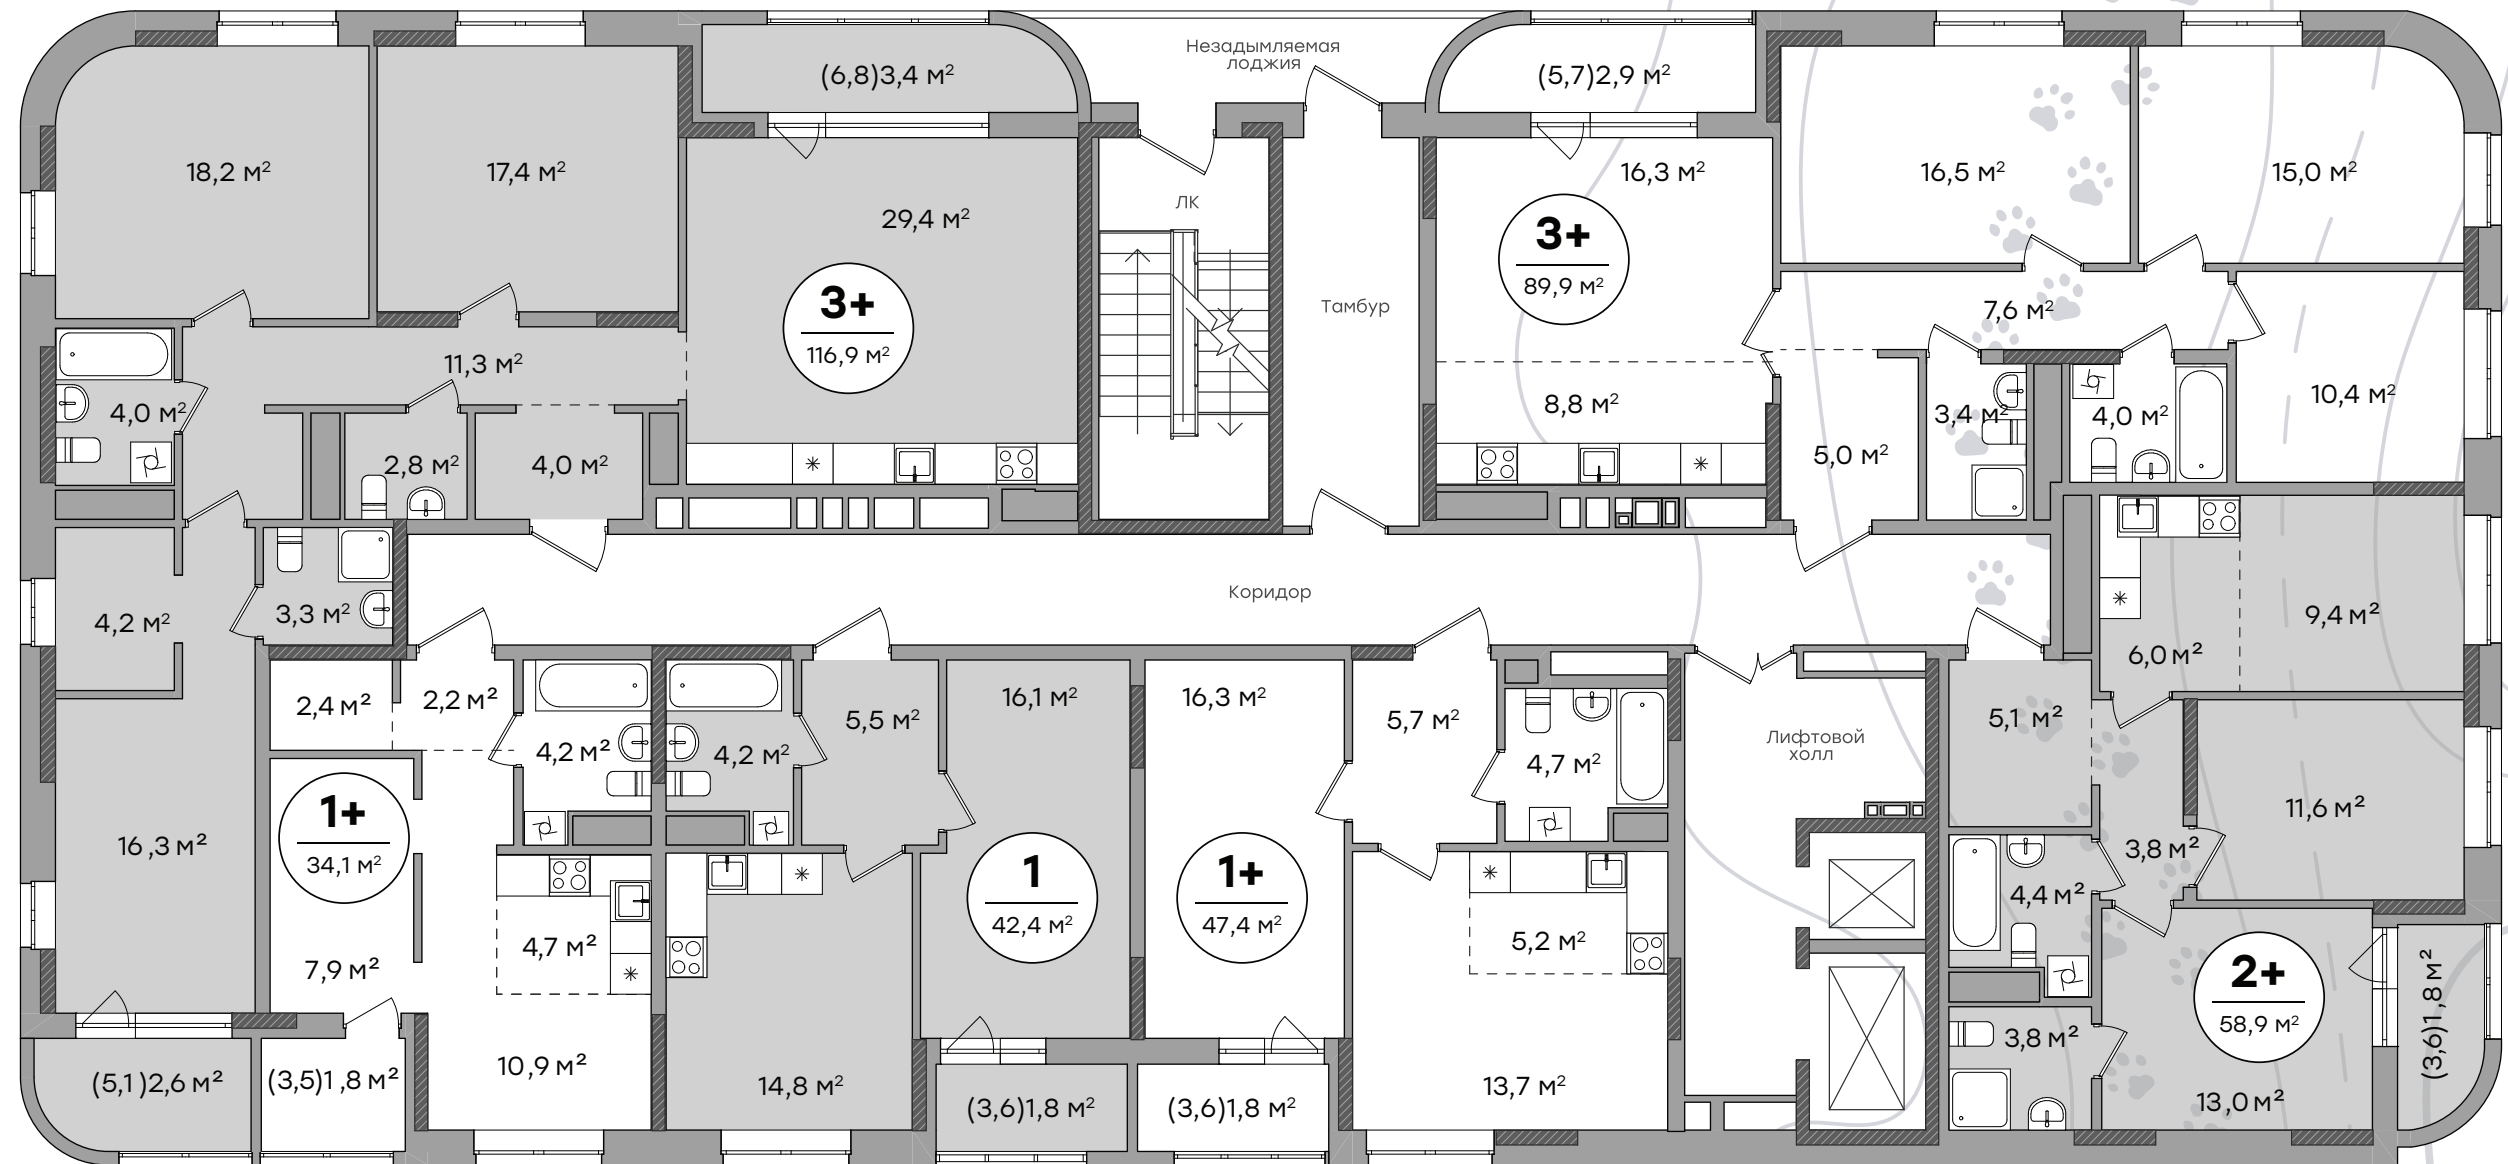 Незадымляемая
лоджия
(6,8)3,4 м²
(5,7)2,9 м²
18,2 м²
17,4 м²
29,4 м²
ЛК
16,3 м²
16,5 м²
15,0 м²
3+
116,9 м²
3+
89,9 м²
Тамбур
7,6 м²
11,3 м²
4,0 м²
2,8 м²
4,0 м²
8,8 м²
5,0 м²
3,4 м²
4,0 м²
10,4 м²
Коридор
4,2 м²
3,3 м²
9,4 м²
6,0 м²
2,4 м²
2,2 м²
4,2 м²
4,2 м²
5,5 м²
16,1 м²
16,3 м²
5,7 м²
4,7 м²
Лифтовой
холл
5,1 м²
11,6 м²
16,3 м²
1+
34,1 м²
3,8 м²
1
42,4 м²
1+
47,4 м²
4,4 м²
7,9 м²
4,7 м²
5,2 м²
2+
58,9 м²
(3,6)1,8 м²
3,8 м²
(5,1)2,6 м²
(3,5)1,8 м²
10,9 м²
14,8 м²
(3,6)1,8 м²
(3,6)1,8 м²
13,7 м²
13,0 м²